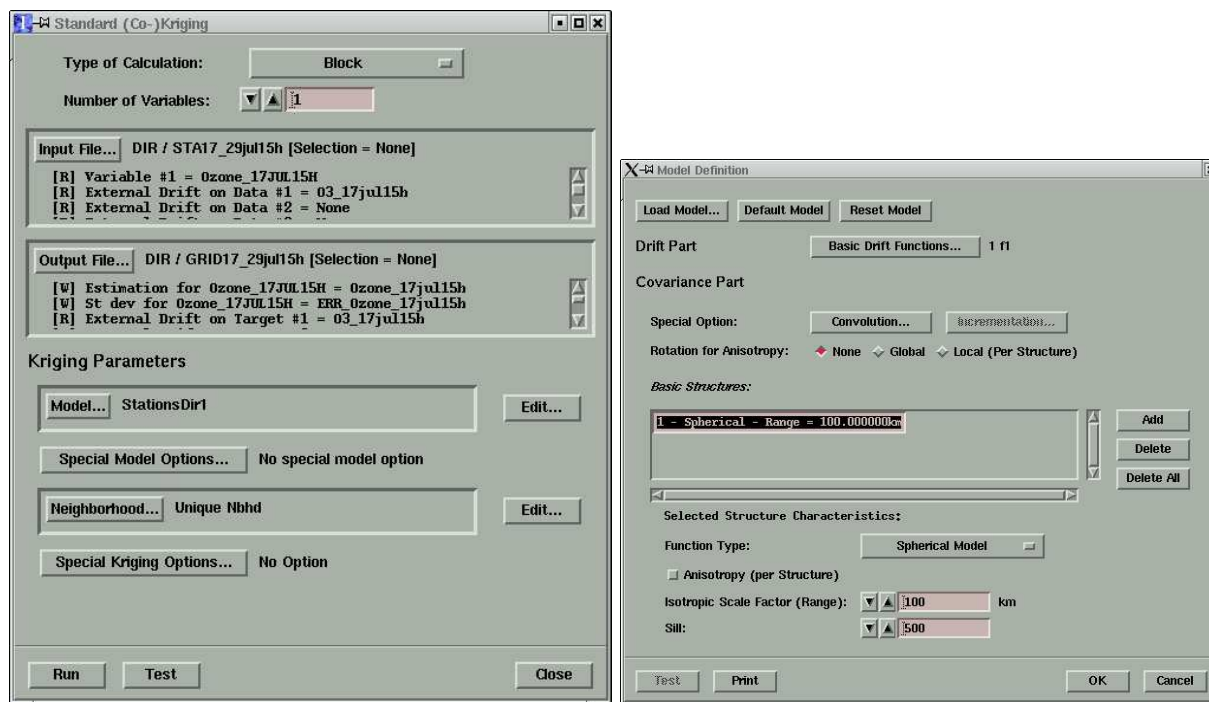 Standard (Co-)Kriging
Type of Calculation: Block
Number of Variables: 1
Input File... DIR / STA17_29jul15h [Selection = None]
[R] Variable #1 = Ozone_17JUL15H
[R] External Drift on Data #1 = O3_17jul15h
[R] External Drift on Data #2 = None
Output File... DIR / GRID17_29jul15h [Selection = None]
[W] Estimation for Ozone_17JUL15H = Ozone_17jul15h
[W] St dev for Ozone_17JUL15H = ERR_Ozone_17jul15h
[R] External Drift on Target #1 = O3_17jul15h
Kriging Parameters
Model... StationsDir1 Edit...
Special Model Options... No special model option
Neighborhood... Unique Nbhd Edit...
Special Kriging Options... No Option
Run Test Close
Model Definition
Load Model... Default Model Reset Model
Drift Part Basic Drift Functions... 1 f1
Covariance Part
Special Option: Convolution... Incrementation...
Rotation for Anisotropy: None Global Local (Per Structure)
Basic Structures:
1 - Spherical - Range = 100.000000km
Add
Delete
Delete All
Selected Structure Characteristics:
Function Type: Spherical Model
Anisotropy (per Structure)
Isotropic Scale Factor (Range): 100 km
Sill: 500
Test Print OK Cancel